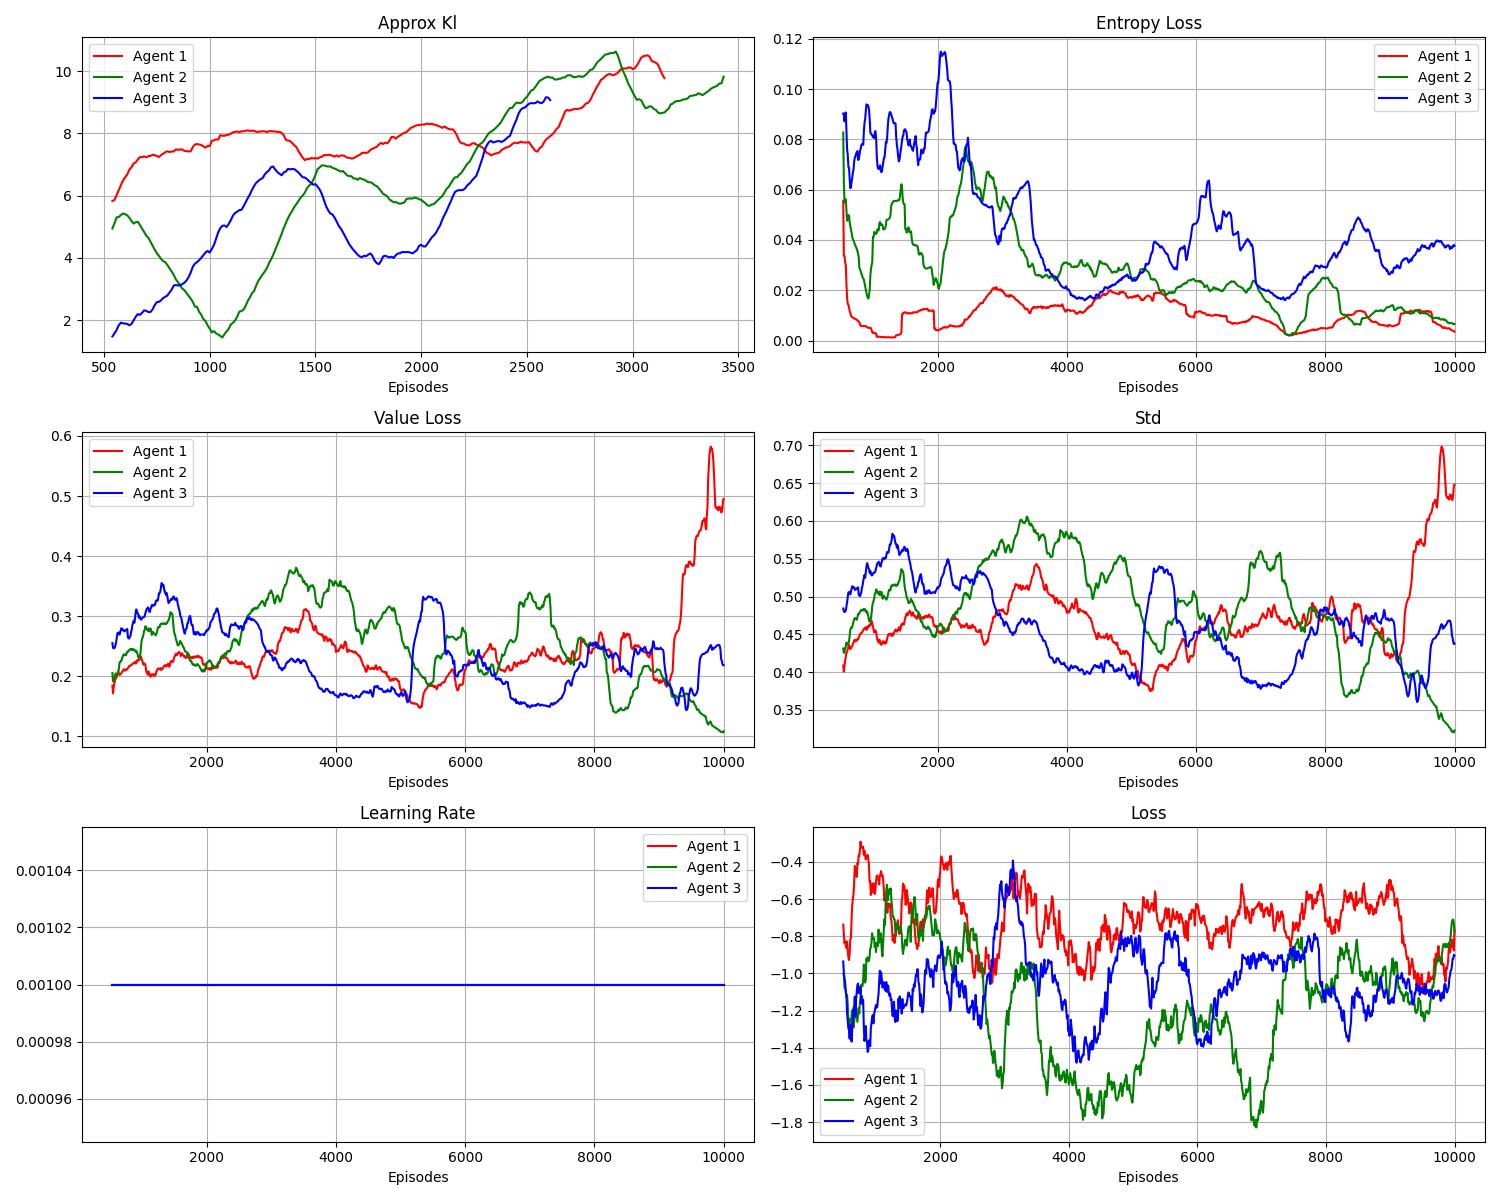 Approx Kl
Agent 1
Agent 2
Agent 3
10
8
6
4
2
500
1000
1500
2000
2500
3000
3500
Episodes
Entropy Loss
Agent 1
Agent 2
Agent 3
0.12
0.10
0.08
0.06
0.04
0.02
0.00
2000
4000
6000
8000
10000
Episodes
Value Loss
Agent 1
Agent 2
Agent 3
0.6
0.5
0.4
0.3
0.2
0.1
2000
4000
6000
8000
10000
Episodes
Std
Agent 1
Agent 2
Agent 3
0.70
0.65
0.60
0.55
0.50
0.45
0.40
0.35
2000
4000
6000
8000
10000
Episodes
Learning Rate
Agent 1
Agent 2
Agent 3
0.00104
0.00102
0.00100
0.00098
0.00096
2000
4000
6000
8000
10000
Episodes
Loss
−0.4
−0.6
−0.8
−1.0
−1.2
−1.4
−1.6
−1.8
Agent 1
Agent 2
Agent 3
2000
4000
6000
8000
10000
Episodes